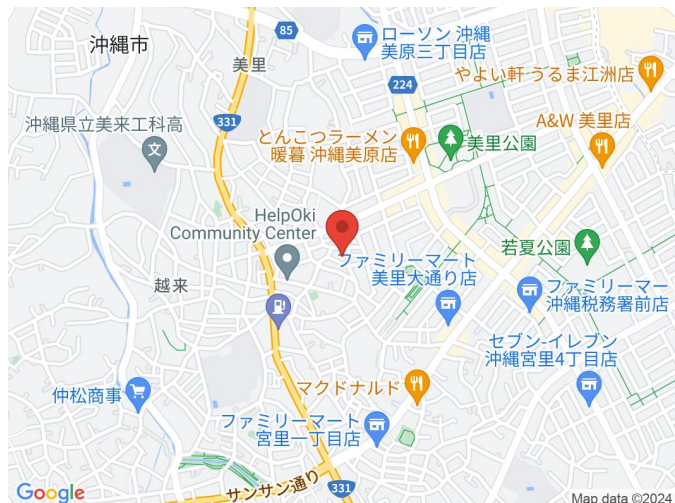 沖縄市
85
ローソン 沖縄
美原三丁目店
美里
やよい軒 うるま江洲店
224
沖縄県立美来工科高
文
331
とんこつラーメン
暖暮 沖縄美原店
A&W 美里店
美里公園
HelpOki
Community Center
ファミリーマート
美里大通り店
若夏公園
越来
ファミリーマー
沖縄税務署前店
セブン-イレブン
沖縄宮里4丁目店
仲松商事
マクドナルド
ファミリーマート
宮里一丁目店
サンサン通り
331
Google
Map data ©2024